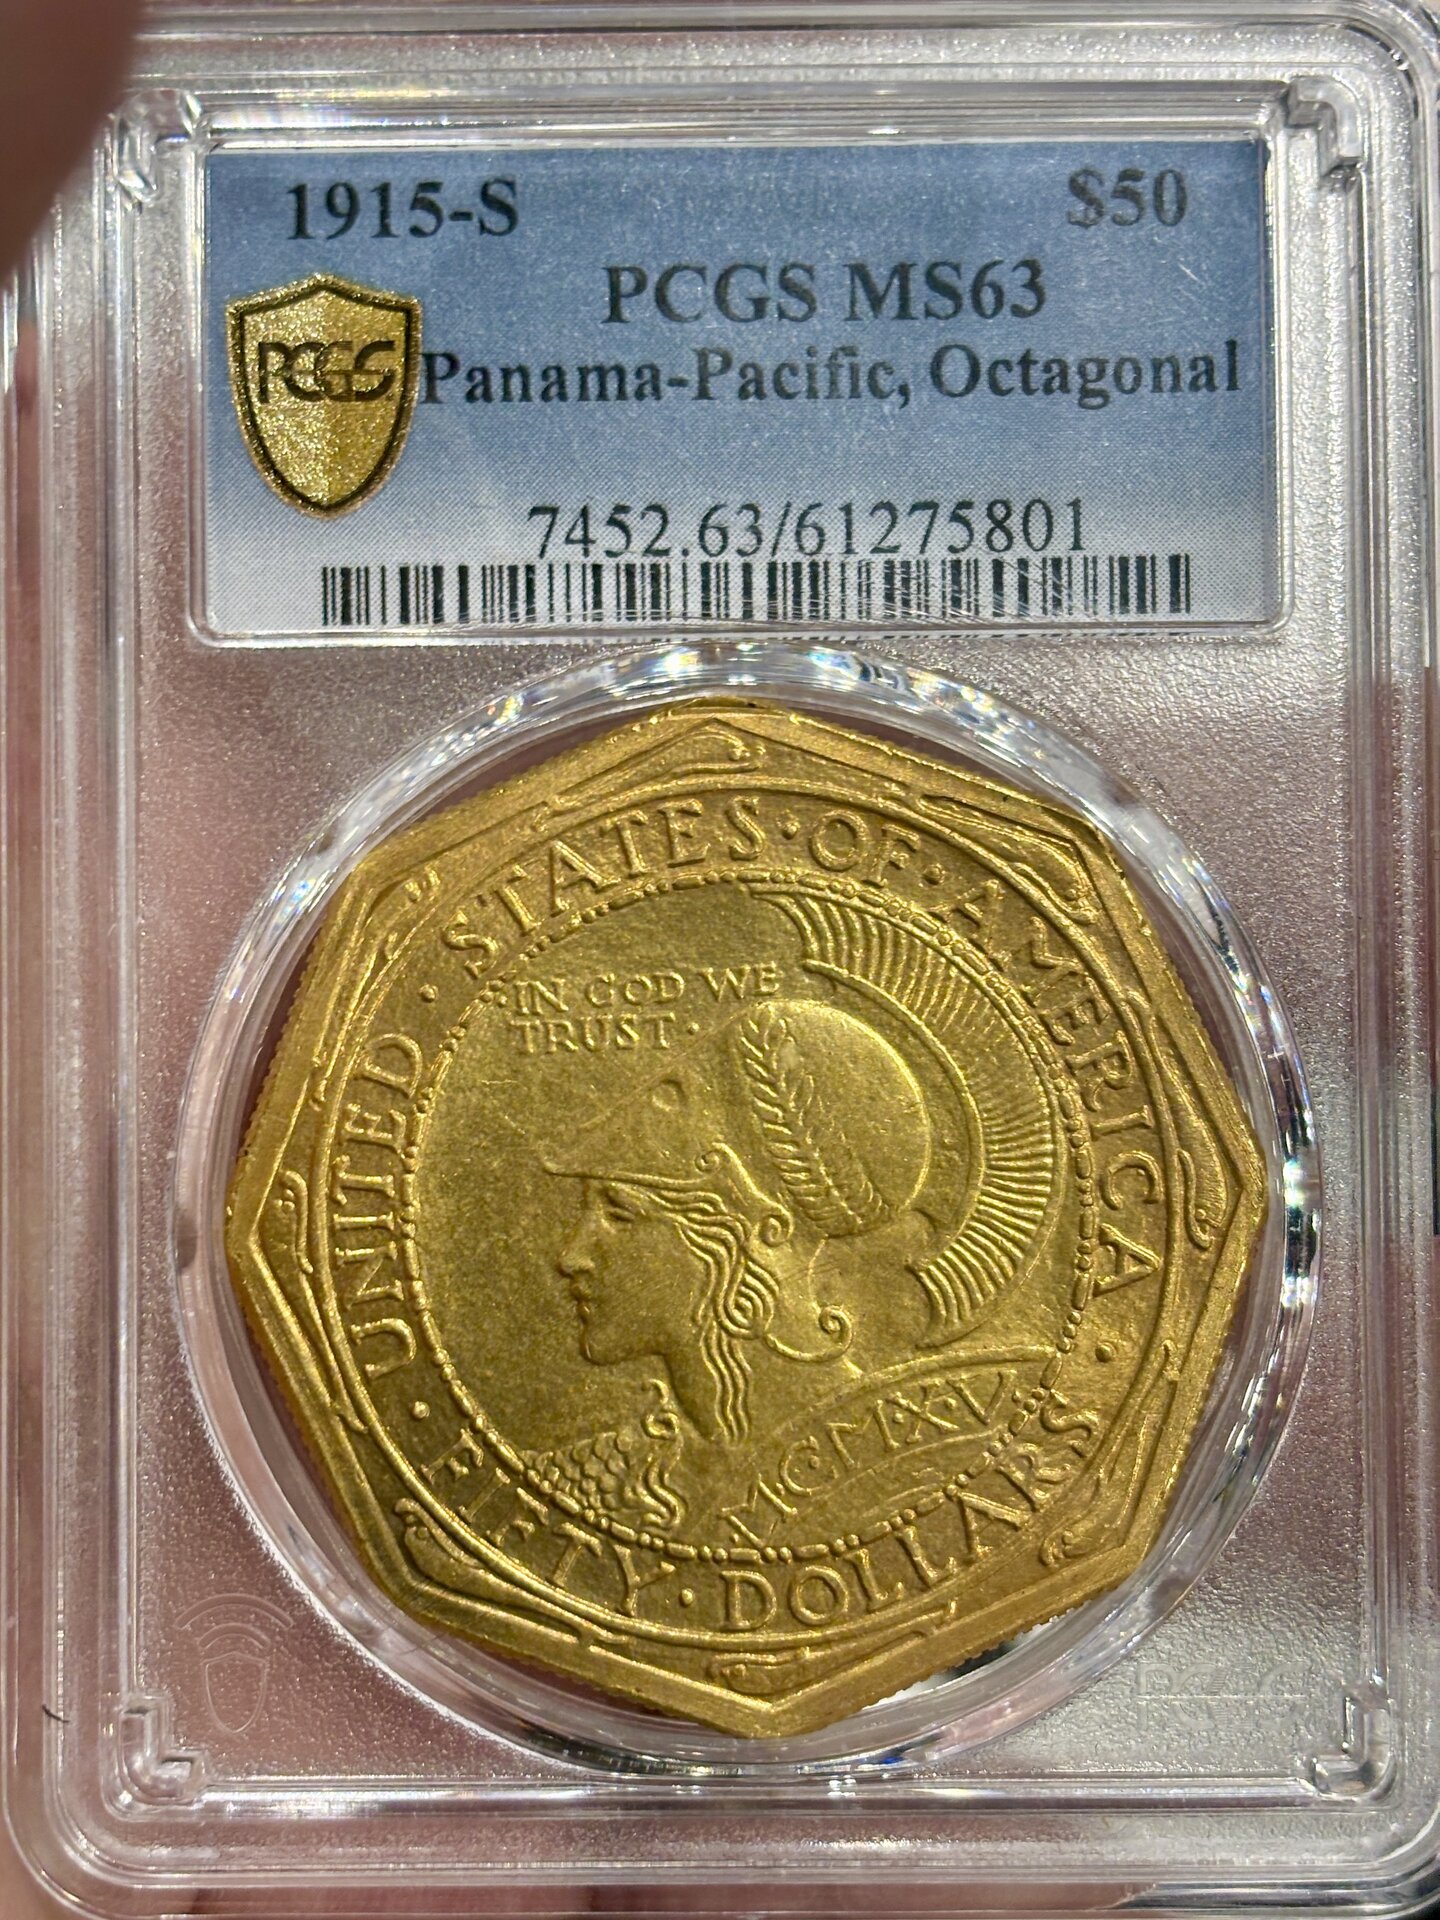 1915-S $50
PCGS MS63
PCGS
Panama-Pacific, Octagonal
7452.63/61275801
UNITED · STATES · OF · AMERICA ·
IN GOD WE
TRUST ·
M·C·M·X·V
· FIFTY · DOLLARS
PCGS